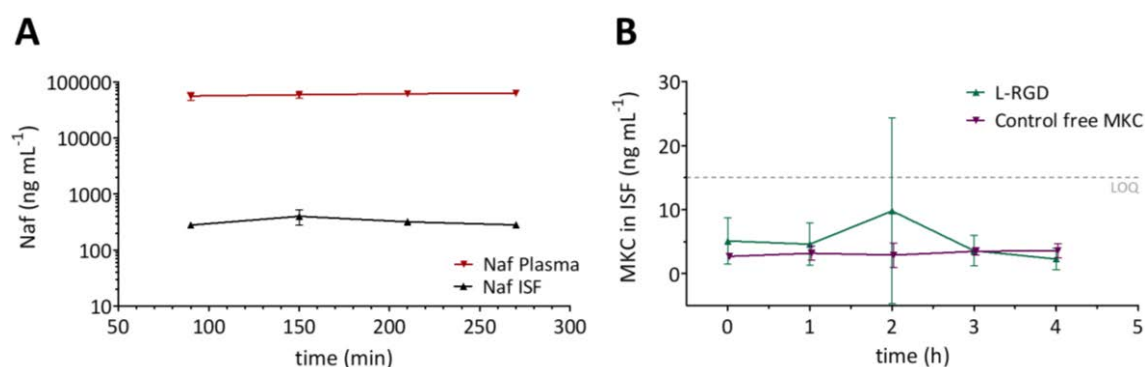 A
Naf (ng mL⁻¹)
100000
10000
1000
100
10
Naf Plasma
Naf ISF
50
100
150
200
250
300
time (min)
B
MKC in ISF (ng mL⁻¹)
30
20
10
0
L-RGD
Control free MKC
LOQ
0
1
2
3
4
5
time (h)